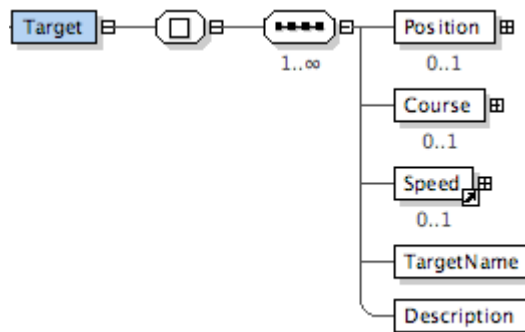 Target
1..∞
Position
0..1
Course
0..1
Speed
0..1
TargetName
Description